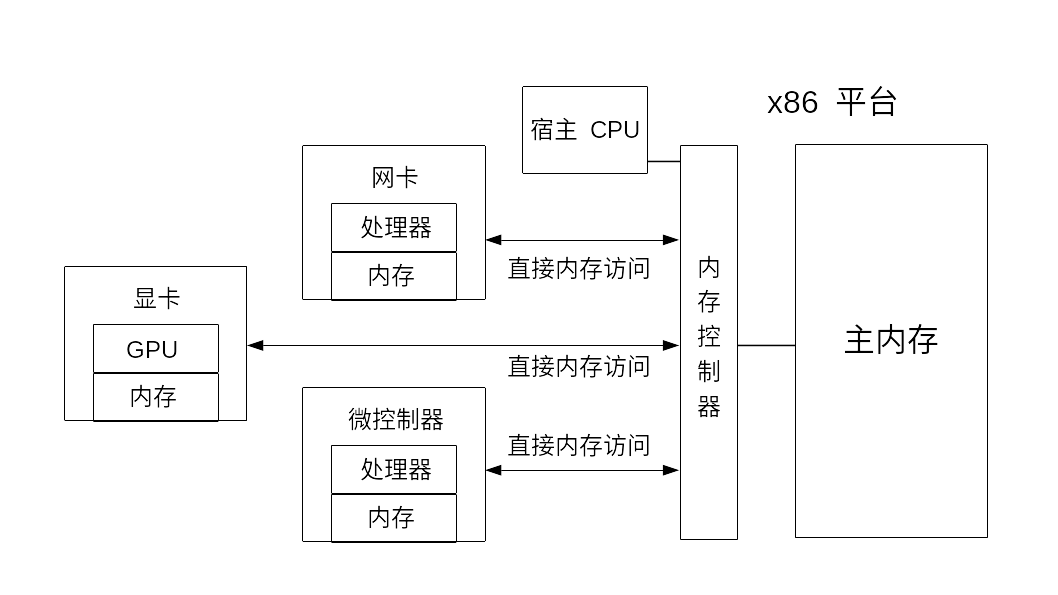 x86 平台
宿主 CPU
网卡
处理器
内存
直接内存访问
显卡
GPU
内存
直接内存访问
微控制器
处理器
内存
直接内存访问
内存控制器
主内存